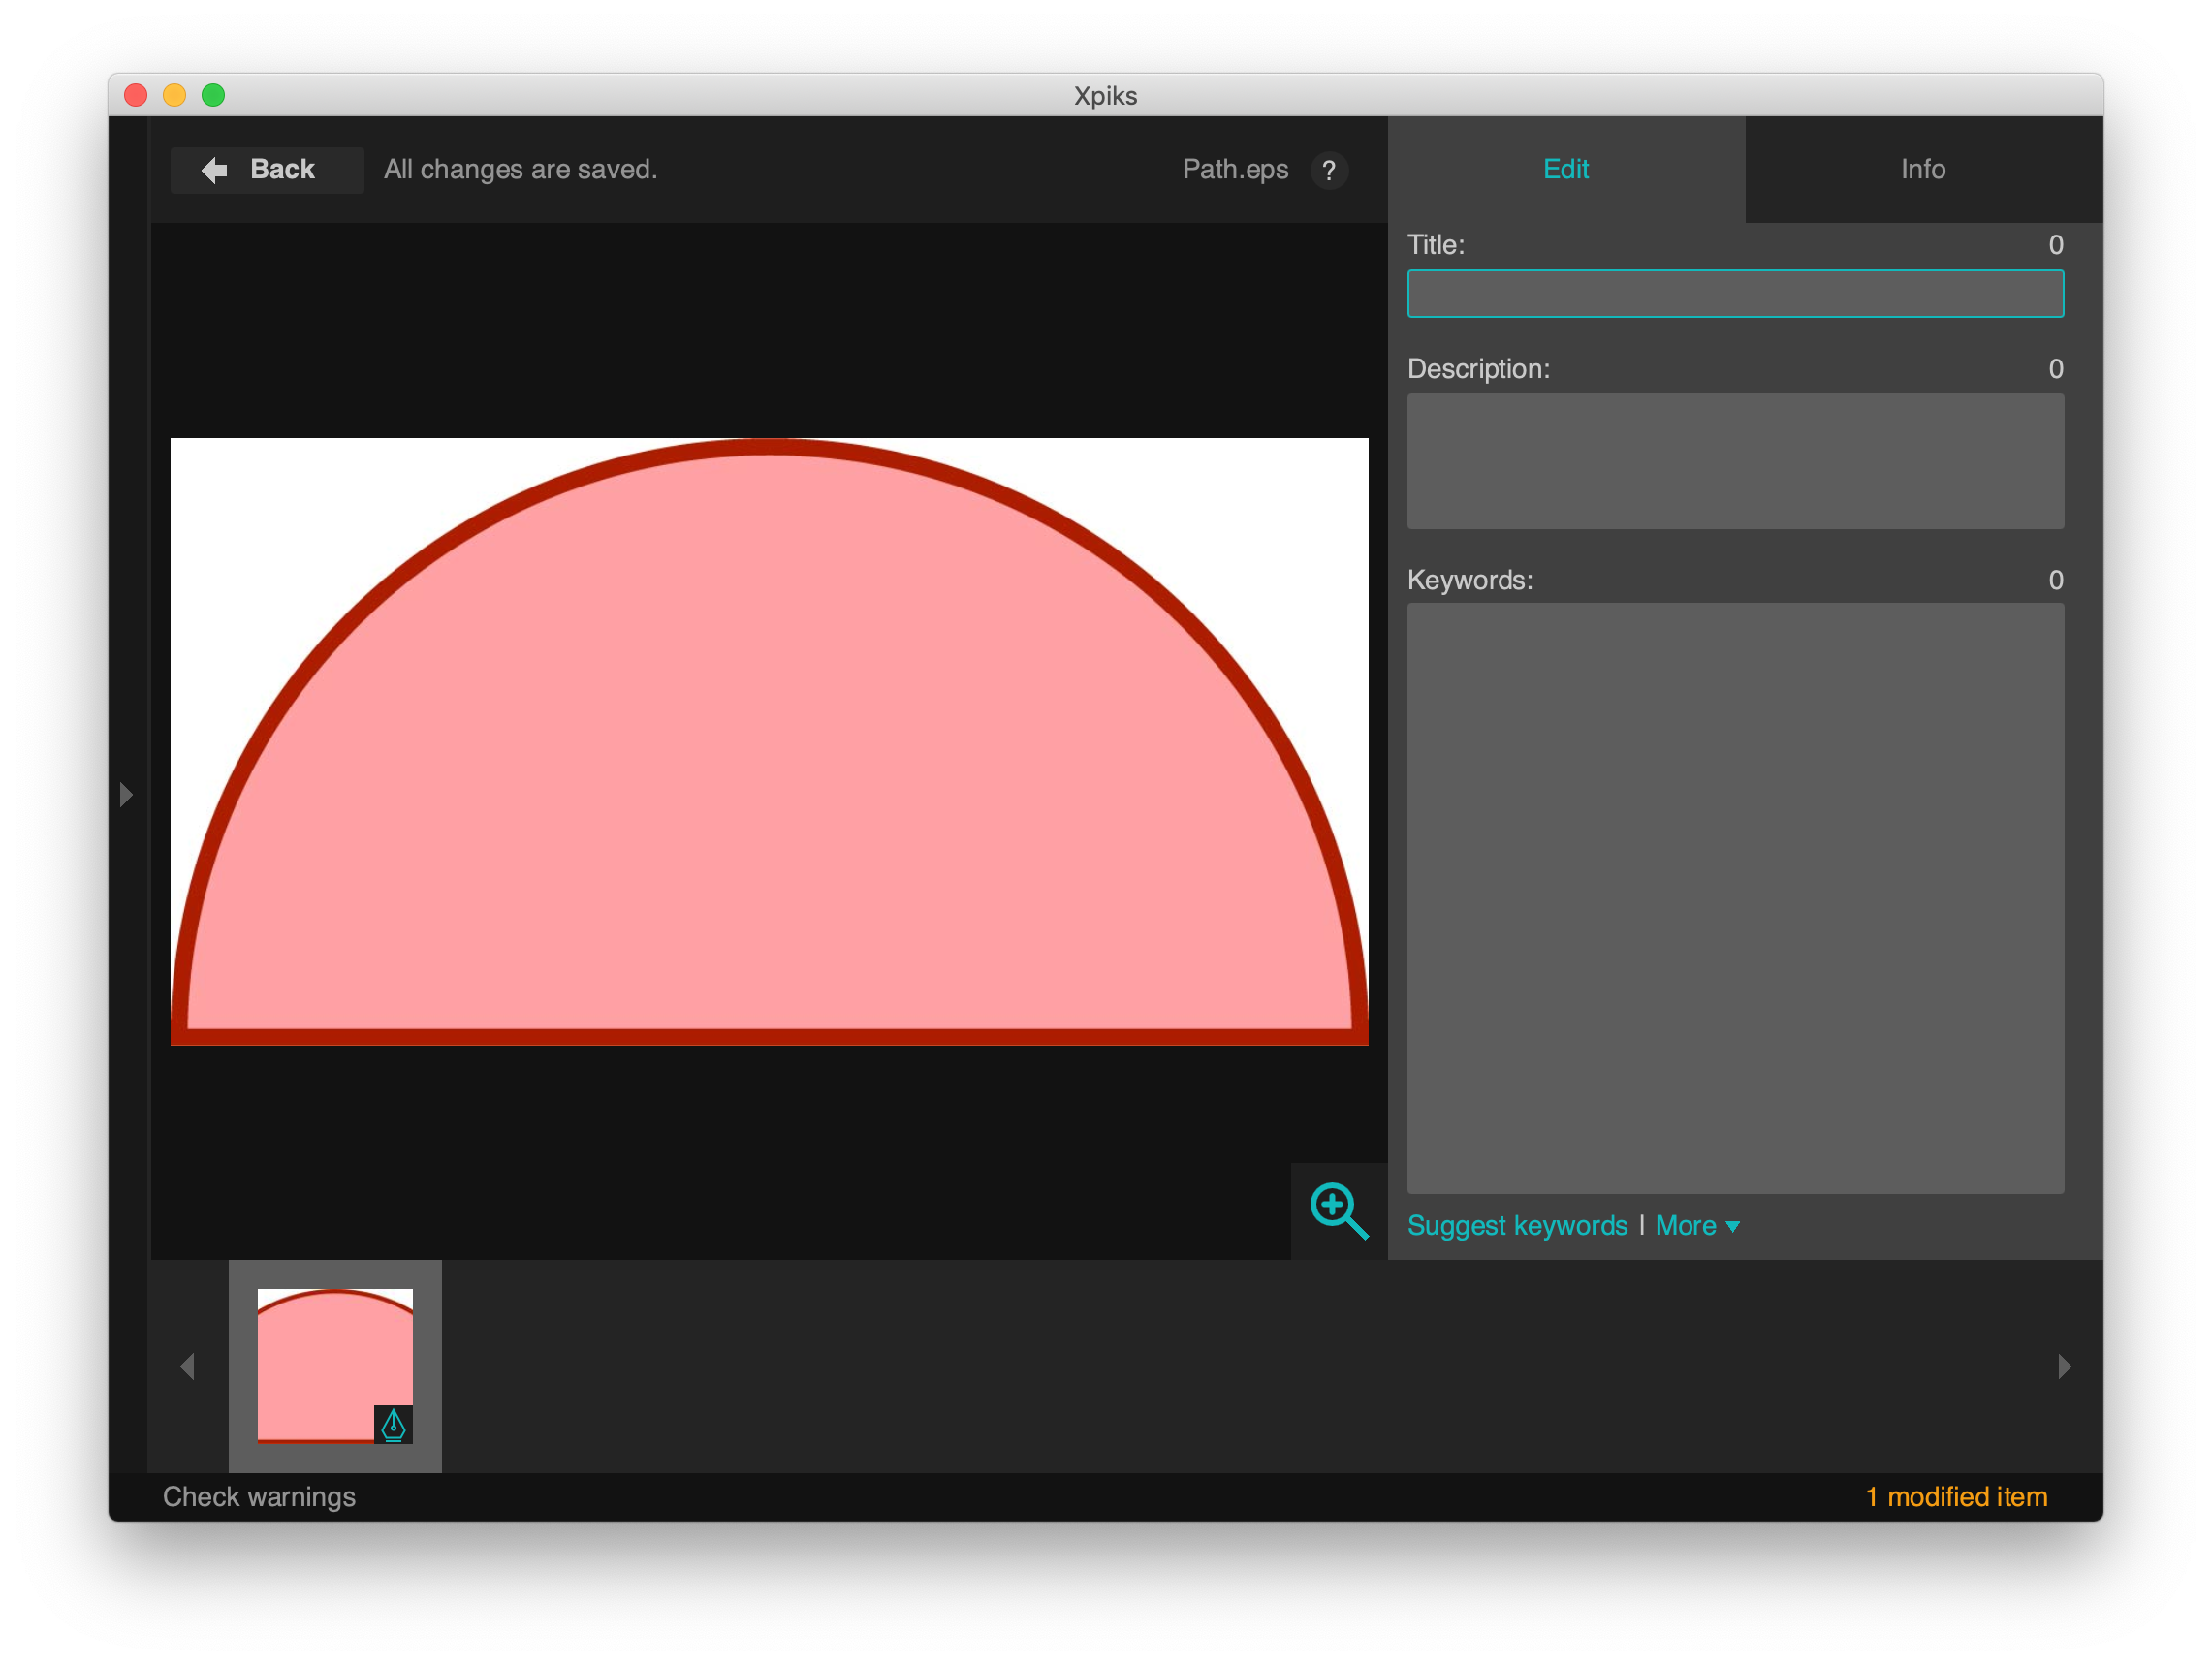 Xpiks
Back
All changes are saved.
Path.eps
?
Edit
Info
Title:
0
Description:
0
Keywords:
0
Suggest keywords | More
Check warnings
1 modified item